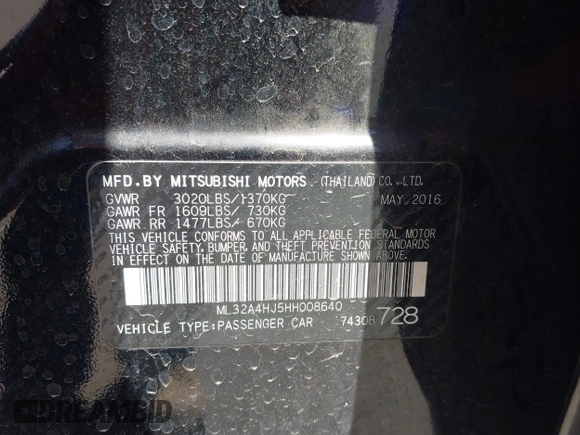 MFD.BY MITSUBISHI MOTORS (THAILAND) CO., LTD.
GVWR 3020LBS/1370KG MAY, 2016
GAWR FR 1609LBS/ 730KG
GAWR RR 1477LBS/ 670KG
THIS VEHICLE CONFORMS TO ALL APPLICABLE FEDERAL MOTOR
VEHICLE SAFETY, BUMPER, AND THEFT PREVENTION STANDARDS
IN EFFECT ON THE DATE OF MANUFACTURE SHOWN ABOVE.
ML32A4HJ5HH008640
VEHICLE TYPE:PASSENGER CAR 7430B 728
DREAMBID